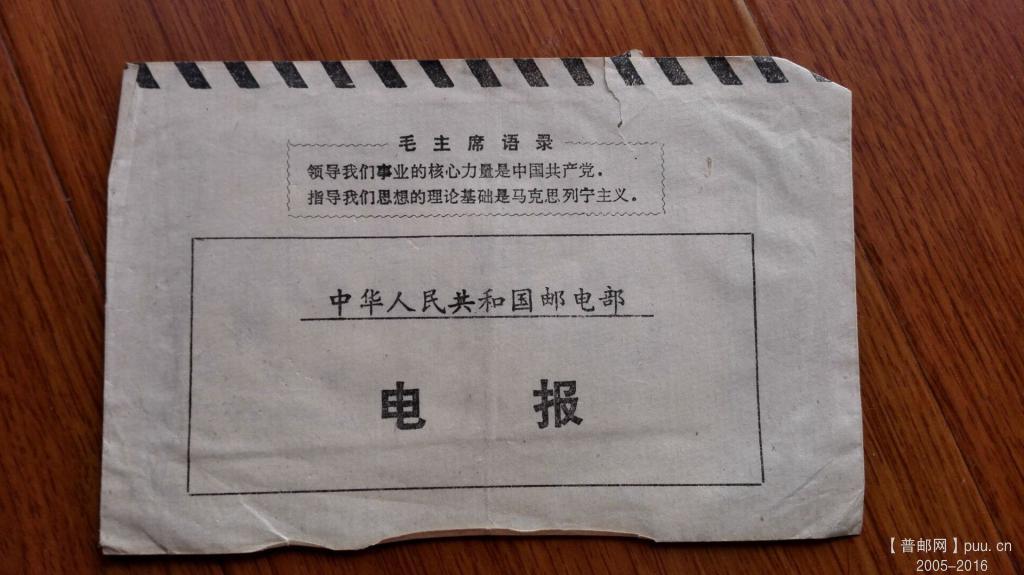 毛主席语录
领导我们事业的核心力量是中国共产党。
指导我们思想的理论基础是马克思列宁主义。
中华人民共和国邮电部
电报
【普邮网】puu.cn
2005-2016